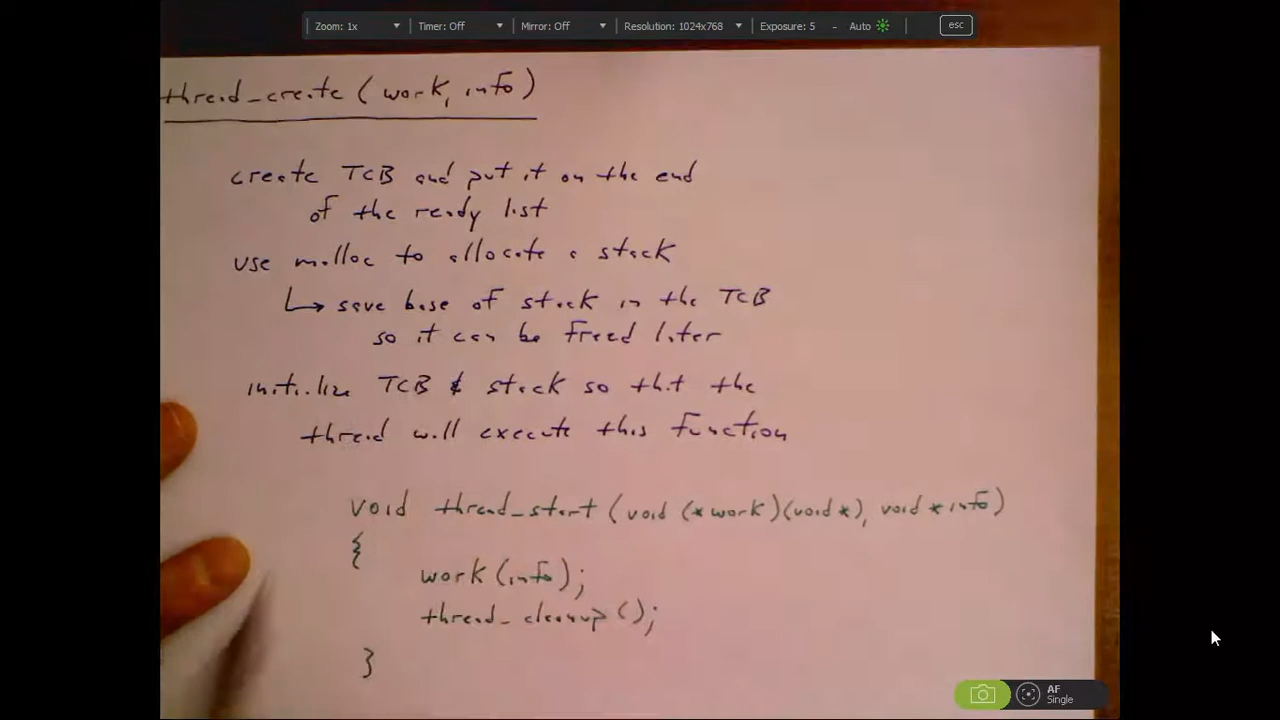 Zoom: 1x Timer: Off Mirror: Off Resolution: 1024x768 Exposure: 5 - Auto esc
thread_create (work, info)
create TCB and put it on the end
of the ready list
use malloc to allocate a stack
↳ save base of stack in the TCB
so it can be freed later
initialize TCB & stack so that the
thread will execute this function
void thread_start (void (*work)(void*), void *info)
{
work (info);
thread_cleanup ();
}
AF
Single